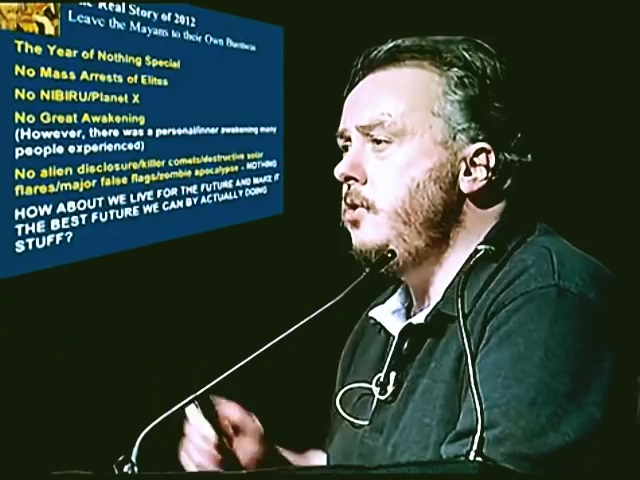 Real Story of 2012
Leave the Mayans to their Own Business
The Year of Nothing Special
No Mass Arrests of Elites
No NIBIRU/Planet X
No Great Awakening
(However, there was a personal/inner awakening many
people experienced)
No alien disclosure/killer comets/destructive solar
flares/major false flags/zombie apocalypse - NOTHING
HOW ABOUT WE LIVE FOR THE FUTURE AND MAKE IT
THE BEST FUTURE WE CAN BY ACTUALLY DOING
STUFF?